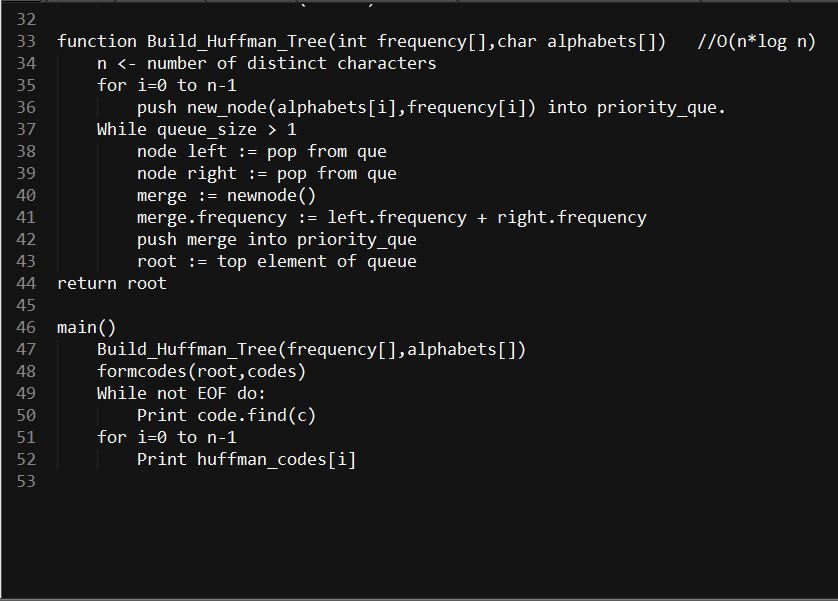 32
33 function Build_Huffman_Tree(int frequency[],char alphabets[])   //O(n*log n)
34     n <- number of distinct characters
35     for i=0 to n-1
36         push new_node(alphabets[i],frequency[i]) into priority_que.
37     While queue_size > 1
38         node left := pop from que
39         node right := pop from que
40         merge := newnode()
41         merge.frequency := left.frequency + right.frequency
42         push merge into priority_que
43         root := top element of queue
44 return root
45
46 main()
47     Build_Huffman_Tree(frequency[],alphabets[])
48     formcodes(root,codes)
49     While not EOF do:
50         Print code.find(c)
51     for i=0 to n-1
52         Print huffman_codes[i]
53